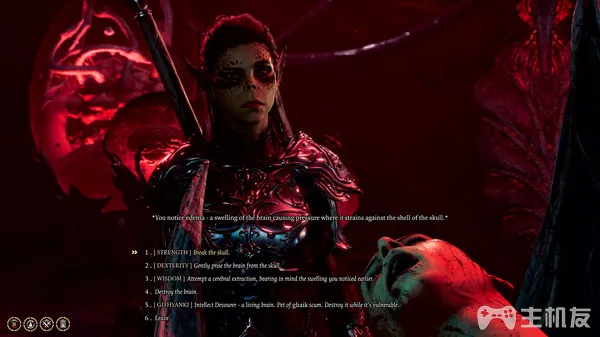 *You notice edema - a swelling of the brain causing pressure where it strains against the shell of the skull.*
1. [ STRENGTH ] Break the skull.
2. [ DEXTERITY ] Gently prise the brain from the skull.
3. [ WISDOM ] Attempt a cerebral extraction, bearing in mind the swelling you noticed earlier.
4. Destroy the brain.
5. [ GITHYANKI ] Intellect Devourer - a living brain. Pet of ghaik scum. Destroy it while it's vulnerable.
6. Leave.
主机友